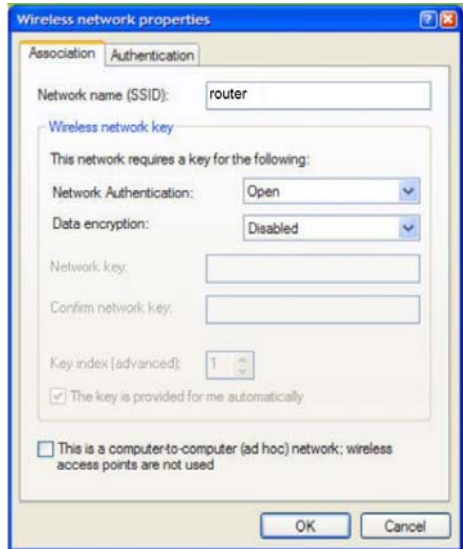 Wireless network properties
Association Authentication
Network name (SSID): router
Wireless network key
This network requires a key for the following:
Network Authentication: Open
Data encryption: Disabled
Network key:
Confirm network key:
Key index (advanced): 1
The key is provided for me automatically
This is a computer-to-computer (ad hoc) network; wireless
access points are not used
OK Cancel